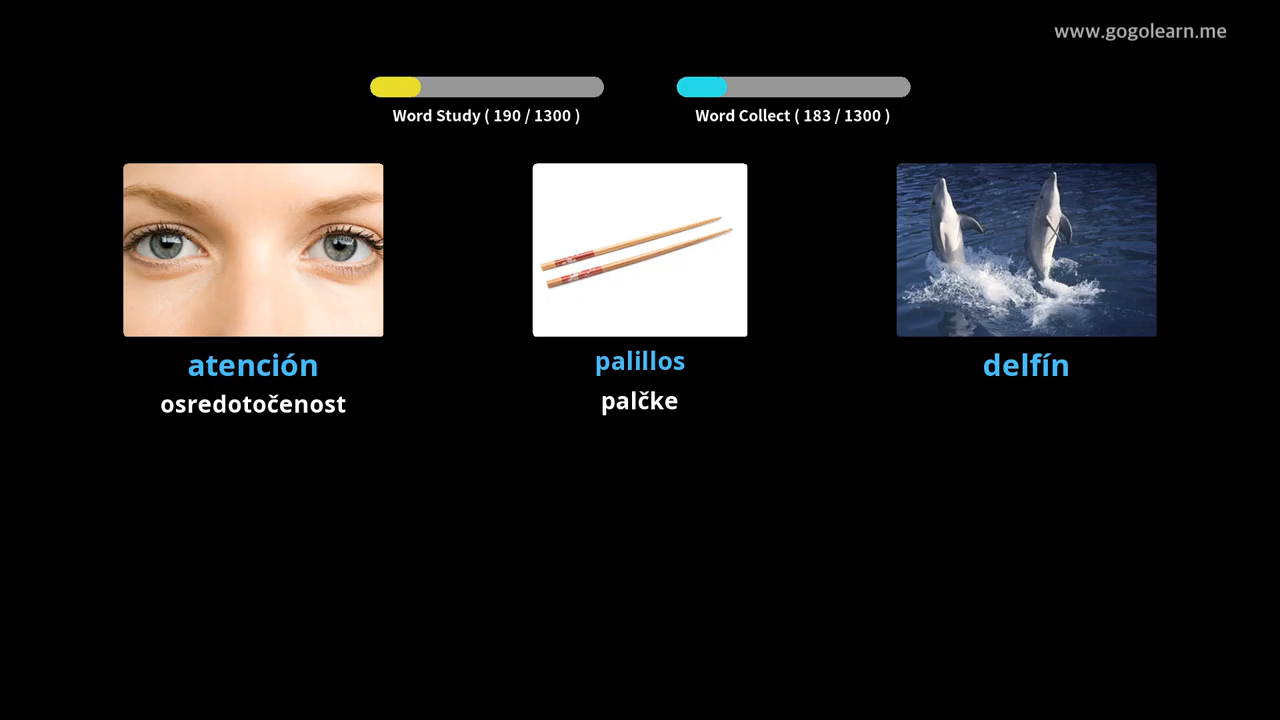 www.gogolearn.me
Word Study ( 190 / 1300 )
Word Collect ( 183 / 1300 )
atención
palillos
delfín
osredotočenost
palčke